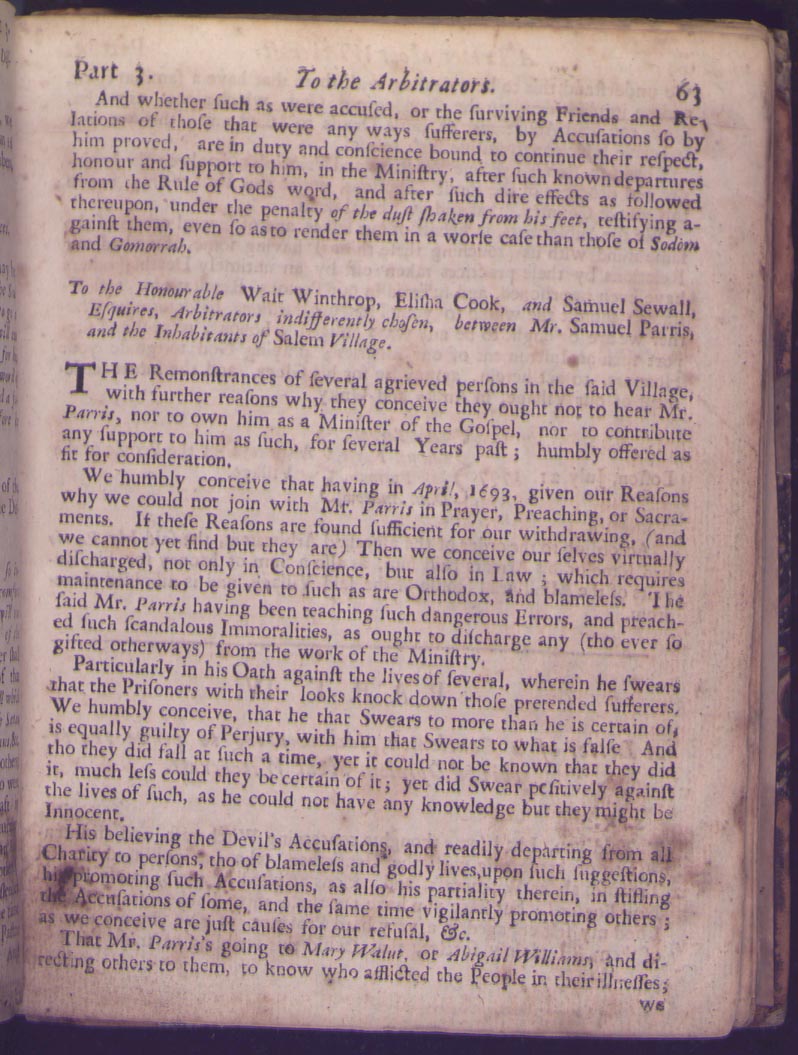 Part 3. To the Arbitrators. 63
And whether ſuch as were accuſed, or the ſurviving Friends and Re-
lations of thoſe that were any ways ſufferers, by Accuſations ſo by
him proved, are in duty and conſcience bound to continue their reſpect,
honour and ſupport to him, in the Miniſtry, after ſuch known departures
from the Rule of Gods word, and after ſuch dire effects as followed
thereupon, under the penalty of the duſt ſhaken from his feet, teſtifying a-
gainſt them, even ſo as to render them in a worſe caſe than thoſe of Sodom
and Gomorrah.
To the Honourable Wait Winthrop, Eliſha Cook, and Samuel Sewall,
Eſquires, Arbitrators indifferently choſen, between Mr. Samuel Parris,
and the Inhabitants of Salem Village.
THE Remonſtrances of ſeveral agrieved perſons in the ſaid Village,
with further reaſons why they conceive they ought not to hear Mr.
Parris, nor to own him as a Miniſter of the Goſpel, nor to contribute
any ſupport to him as ſuch, for ſeveral Years paſt; humbly offered as
fit for conſideration.
We humbly conceive that having in April, 1693, given our Reaſons
why we could not join with Mr. Parris in Prayer, Preaching, or Sacra-
ments. If theſe Reaſons are found ſufficient for our withdrawing, (and
we cannot yet find but they are) Then we conceive our ſelves virtually
diſcharged, not only in Conſcience, but alſo in Law; which requires
maintenance to be given to ſuch as are Orthodox, and blameleſs. The
ſaid Mr. Parris having been teaching ſuch dangerous Errors, and preach-
ed ſuch ſcandalous Immoralities, as ought to diſcharge any (tho ever ſo
gifted otherways) from the work of the Miniſtry.
Particularly in his Oath againſt the lives of ſeveral, wherein he ſwears
that the Priſoners with their looks knock down thoſe pretended ſufferers.
We humbly conceive, that he that Swears to more than he is certain of,
is equally guilty of Perjury, with him that Swears to what is falſe And
tho they did fall at ſuch a time, yet it could not be known that they did
it, much leſs could they be certain of it; yet did Swear poſitively againſt
the lives of ſuch, as he could not have any knowledge but they might be
Innocent.
His believing the Devil's Accuſations, and readily departing from all
Charity to perſons, tho of blameleſs and godly lives, upon ſuch ſuggeſtions,
his promoting ſuch Accuſations, as alſo his partiality therein, in ſtifling
the Accuſations of ſome, and the ſame time vigilantly promoting others;
as we conceive are juſt cauſes for our refuſal, &c.
That Mr. Parris's going to Mary Walut, or Abigail Williams, and di-
recting others to them, to know who afflicted the People in their illneſſes;
we